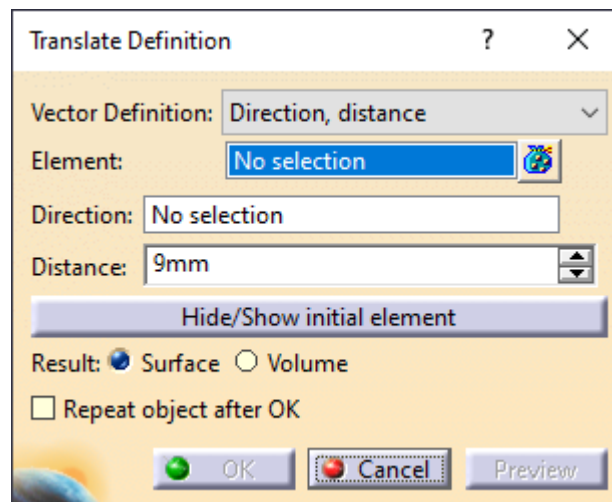 Translate Definition ?
Vector Definition: Direction, distance
Element: No selection
Direction: No selection
Distance: 9mm
Hide/Show initial element
Result: Surface Volume
Repeat object after OK
OK Cancel Preview